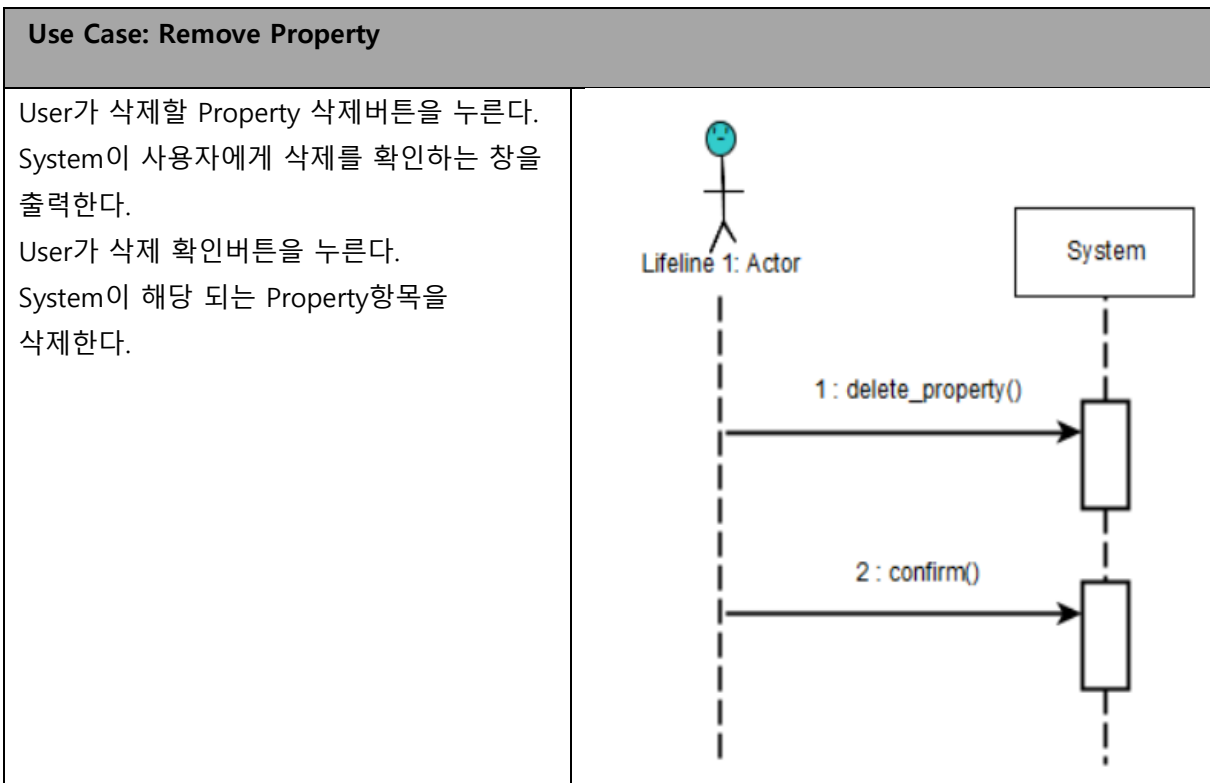 Use Case: Remove Property
User가 삭제할 Property 삭제버튼을 누른다.
System이 사용자에게 삭제를 확인하는 창을
출력한다.
User가 삭제 확인버튼을 누른다.
System이 해당 되는 Property항목을
삭제한다.
Lifeline 1: Actor
System
1 : delete_property()
2 : confirm()